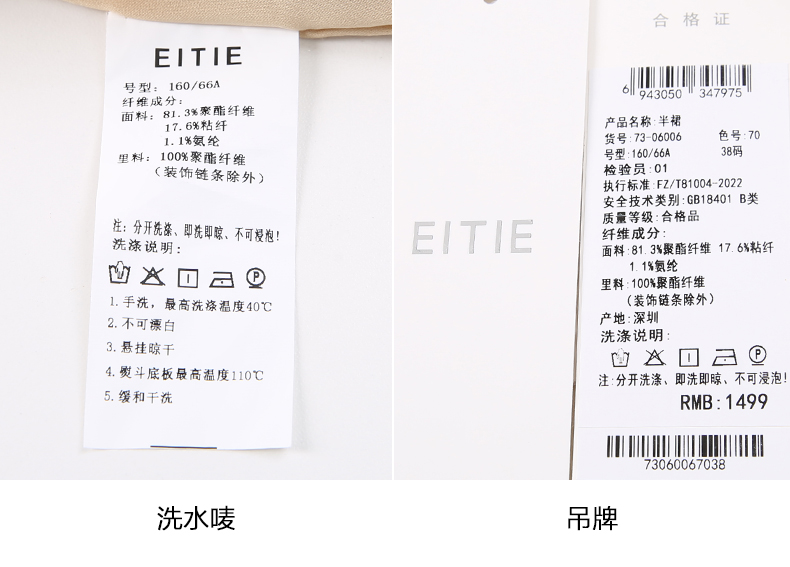 EITIE
号型: 160/66A
纤维成分:
面料: 81.3%聚酯纤维
17.6%粘纤
1.1%氨纶
里料: 100%聚酯纤维
(装饰链条除外)
注: 分开洗涤、即洗即晾、不可浸泡!
洗涤说明:
1.手洗，最高洗涤温度40℃
2.不可漂白
3.悬挂晾干
4.熨斗底板最高温度110℃
5.缓和干洗
洗水唛
EITIE
合格证
6 943050 347975
产品名称:半裙
货号:73-06006 色号:70
号型:160/66A 38码
检验员:01
执行标准:FZ/T81004-2022
安全技术类别:GB18401 B类
质量等级:合格品
纤维成分:
面料:81.3%聚酯纤维 17.6%粘纤
1.1%氨纶
里料:100%聚酯纤维
(装饰链条除外)
产地:深圳
洗涤说明:
注:分开洗涤、即洗即晾、不可浸泡!
RMB:1499
73060067038
吊牌